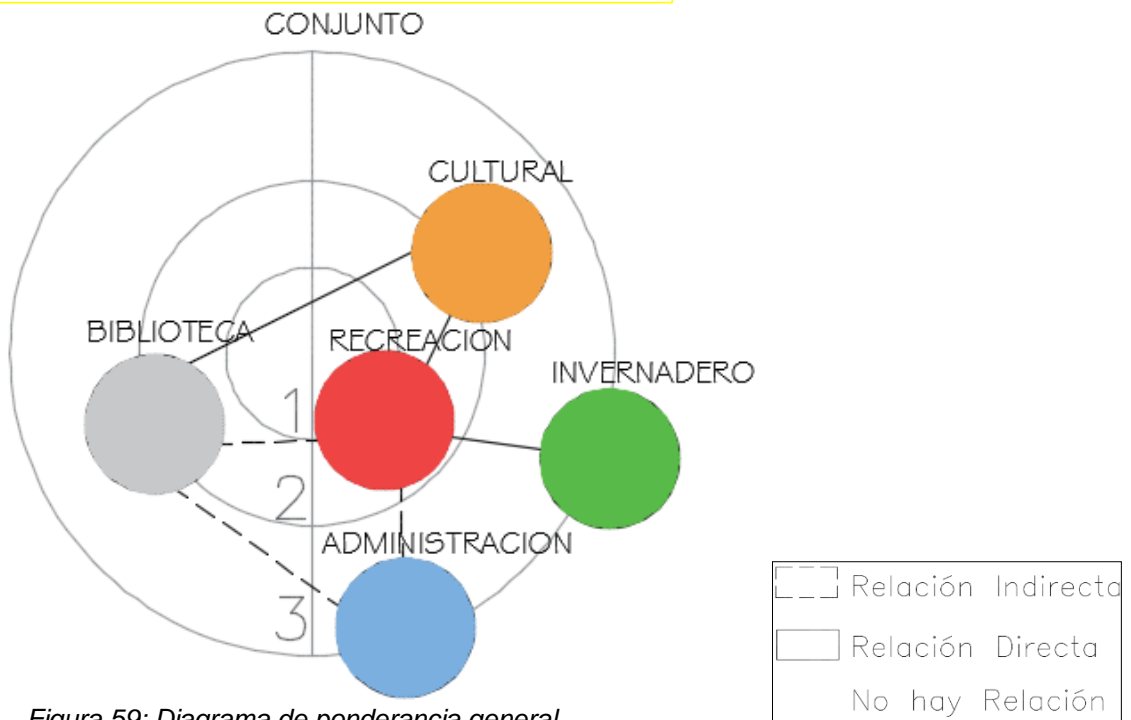 CONJUNTO
CULTURAL
BIBLIOTECA
RECREACION
INVERNADERO
1
2
ADMINISTRACION
3
Relación Indirecta
Relación Directa
No hay Relación
Figura 59: Diagrama de ponderancia general